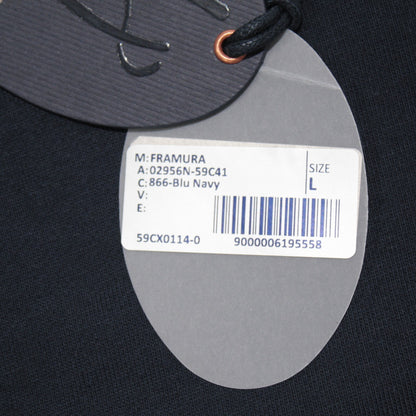 M: FRAMURA
A: 02956N-59C41
C: 866-Blu Navy
V:
E:
SIZE
L
59CX0114-0
9000006195558